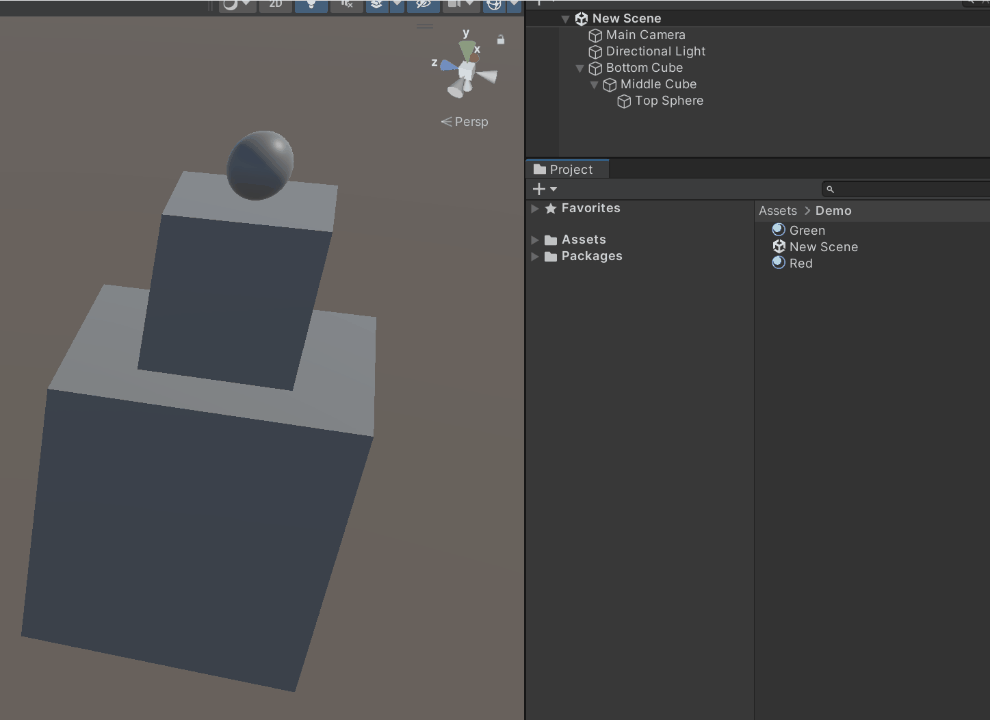 2D
New Scene
Main Camera
Directional Light
Bottom Cube
Middle Cube
Top Sphere
y
x
z
Persp
Project
Favorites
Assets
Packages
Assets > Demo
Green
New Scene
Red